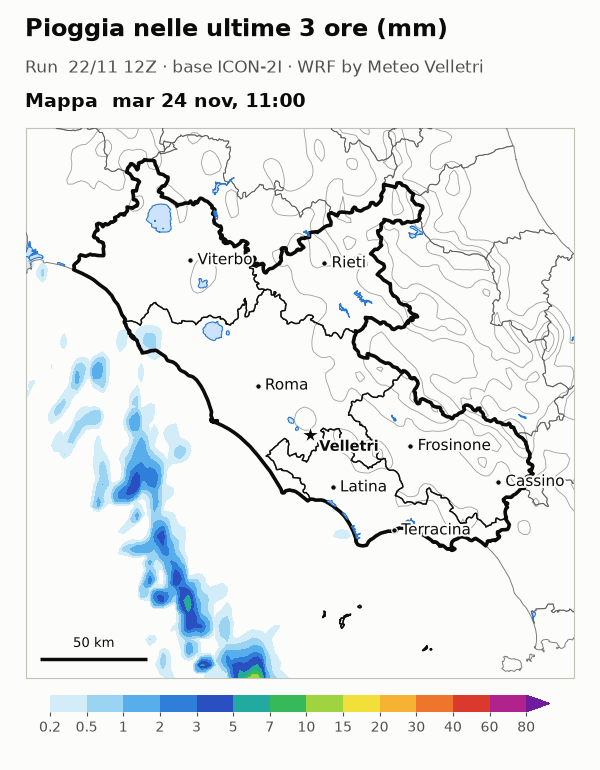 Pioggia nelle ultime 3 ore (mm)
Run  22/11 12Z · base ICON-2I · WRF by Meteo Velletri
Mappa  mar 24 nov, 11:00
Viterbo
Rieti
Roma
Velletri
Frosinone
Cassino
Latina
Terracina
50 km
0.2 0.5 1 2 3 5 7 10 15 20 30 40 60 80